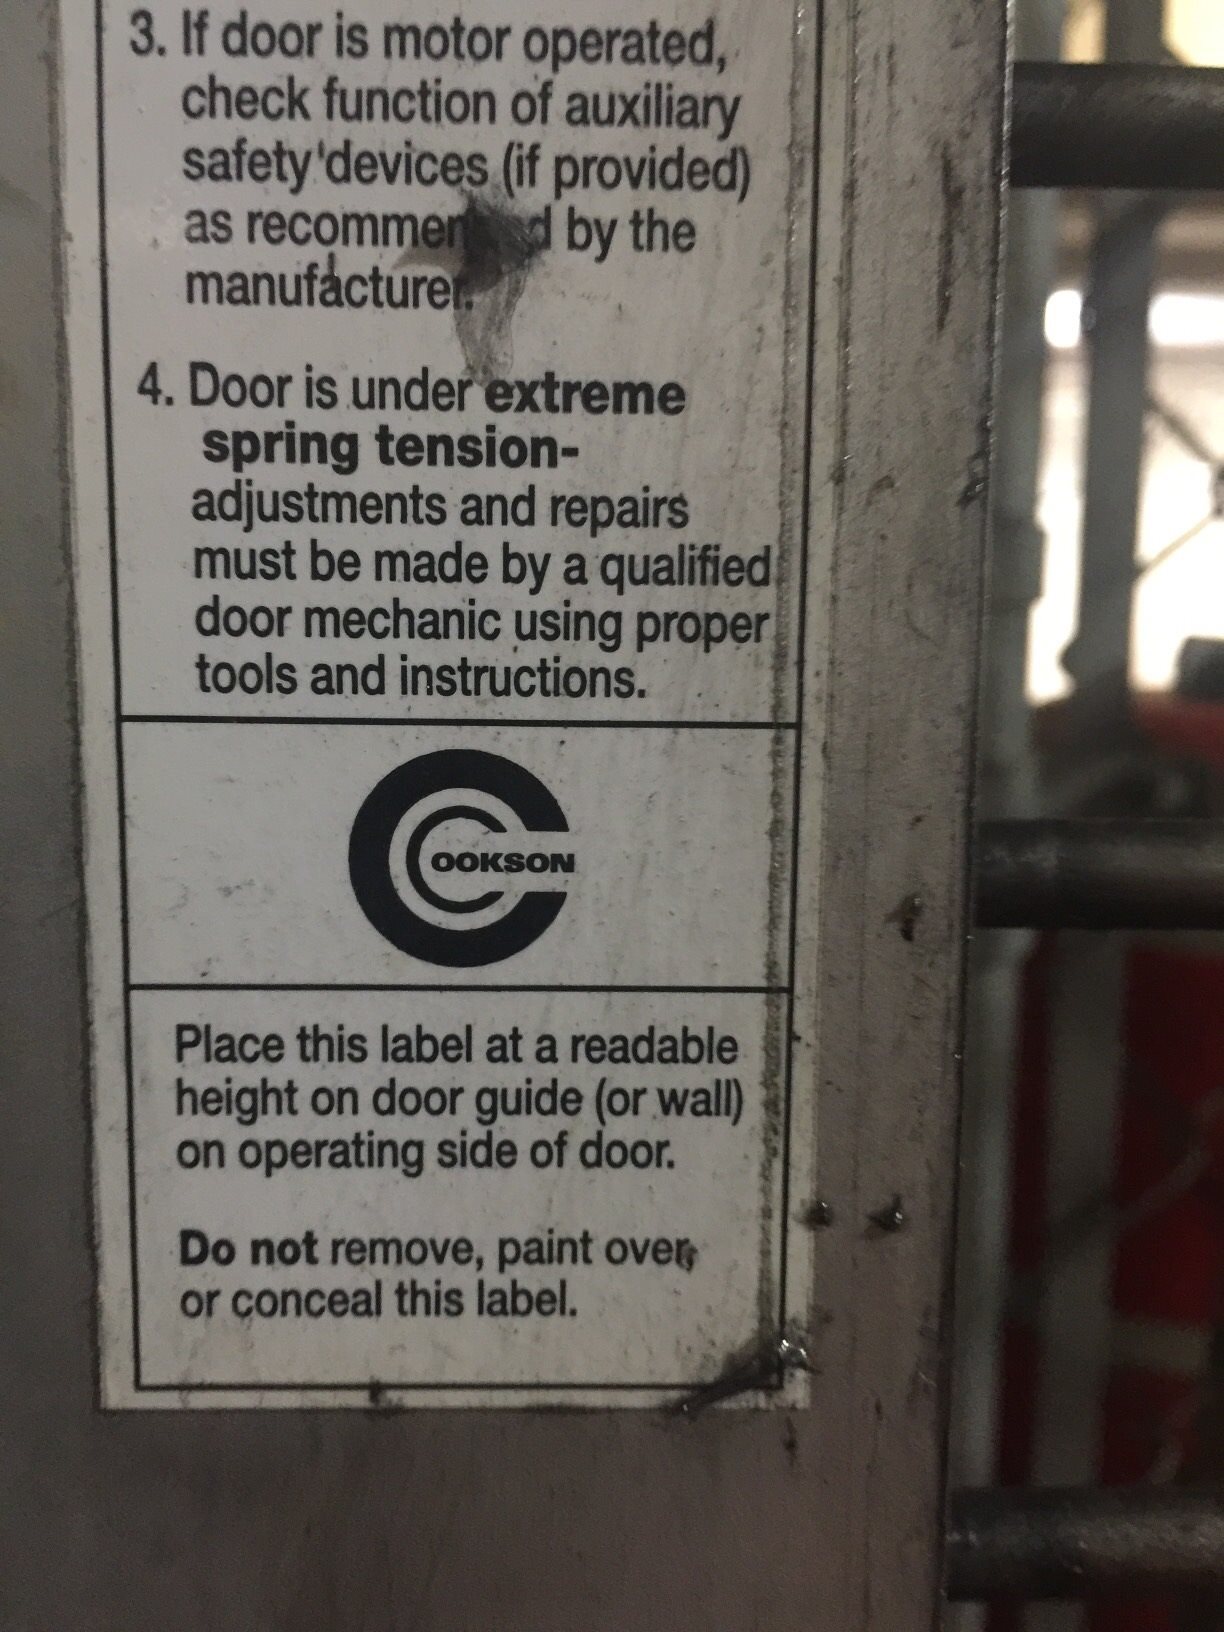 3. If door is motor operated,
check function of auxiliary
safety devices (if provided)
as by the
manufacturer.
4. Door is under extreme
spring tension-
adjustments and repairs
must be made by a qualified
door mechanic using proper
tools and instructions.
COOKSON
Place this label at a readable
height on door guide (or wall)
on operating side of door.
Do not remove, paint over,
or conceal this label.